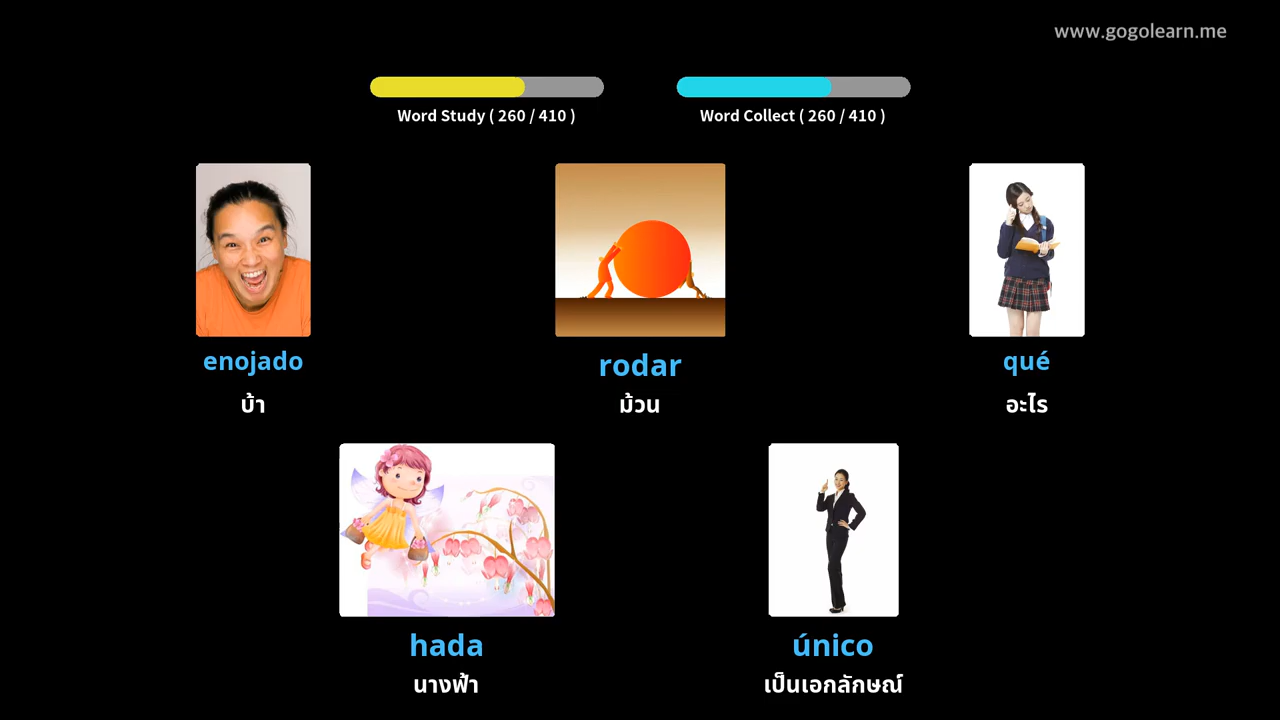 www.gogolearn.me
Word Study ( 260 / 410 )
Word Collect ( 260 / 410 )
enojado
บ้า
rodar
ม้วน
qué
อะไร
hada
นางฟ้า
único
เป็นเอกลักษณ์